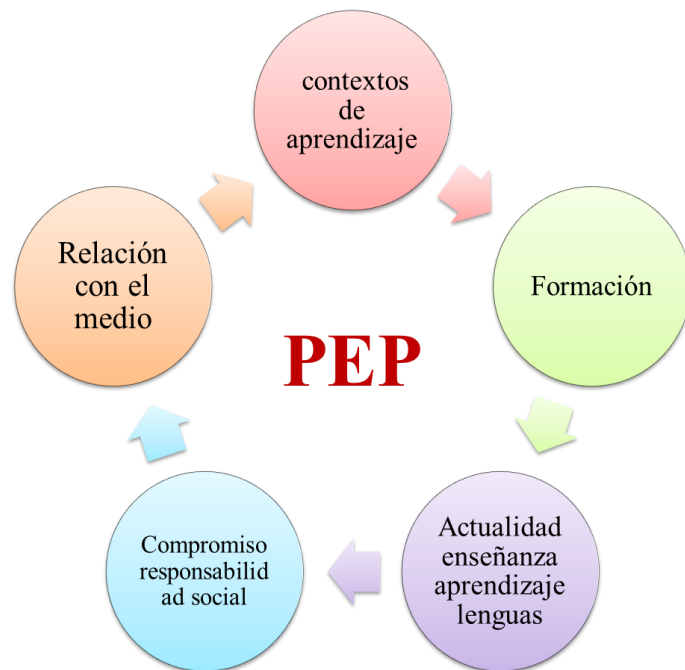 contextos
de
aprendizaje
Formación
Actualidad
enseñanza
aprendizaje
lenguas
Compromiso
responsabilid
ad social
Relación
con el
medio
PEP